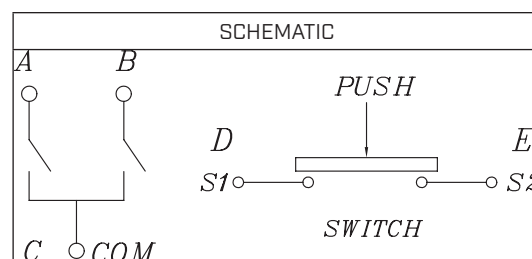 SCHEMATIC
A B
PUSH
D E
S1 S2
SWITCH
C COM